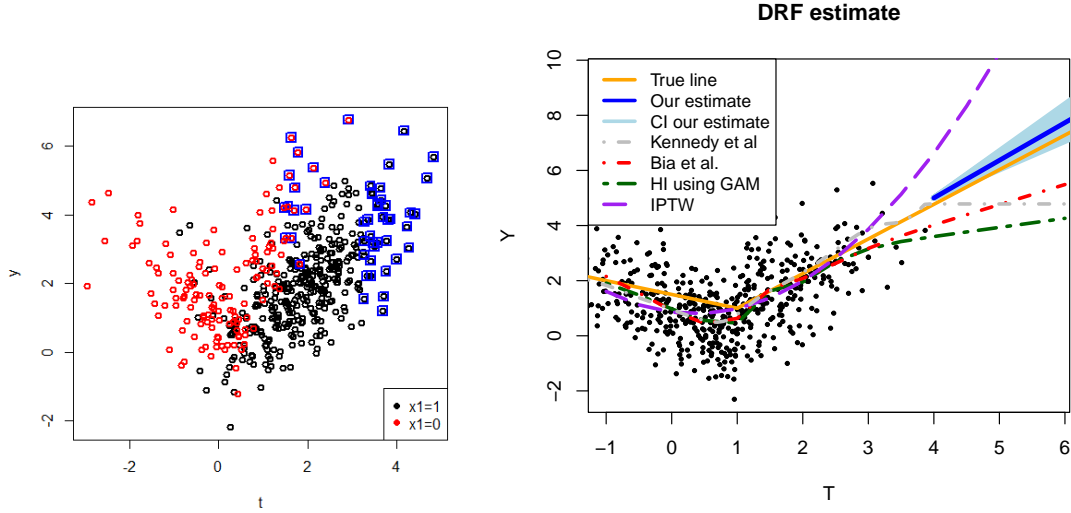 y
6
4
2
0
-2
-2
0
2
4
t
x1=1
x1=0
DRF estimate
Y
10
8
6
4
2
0
−2
True line
Our estimate
CI our estimate
Kennedy et al
Bia et al.
HI using GAM
IPTW
−1
0
1
2
3
4
5
6
T